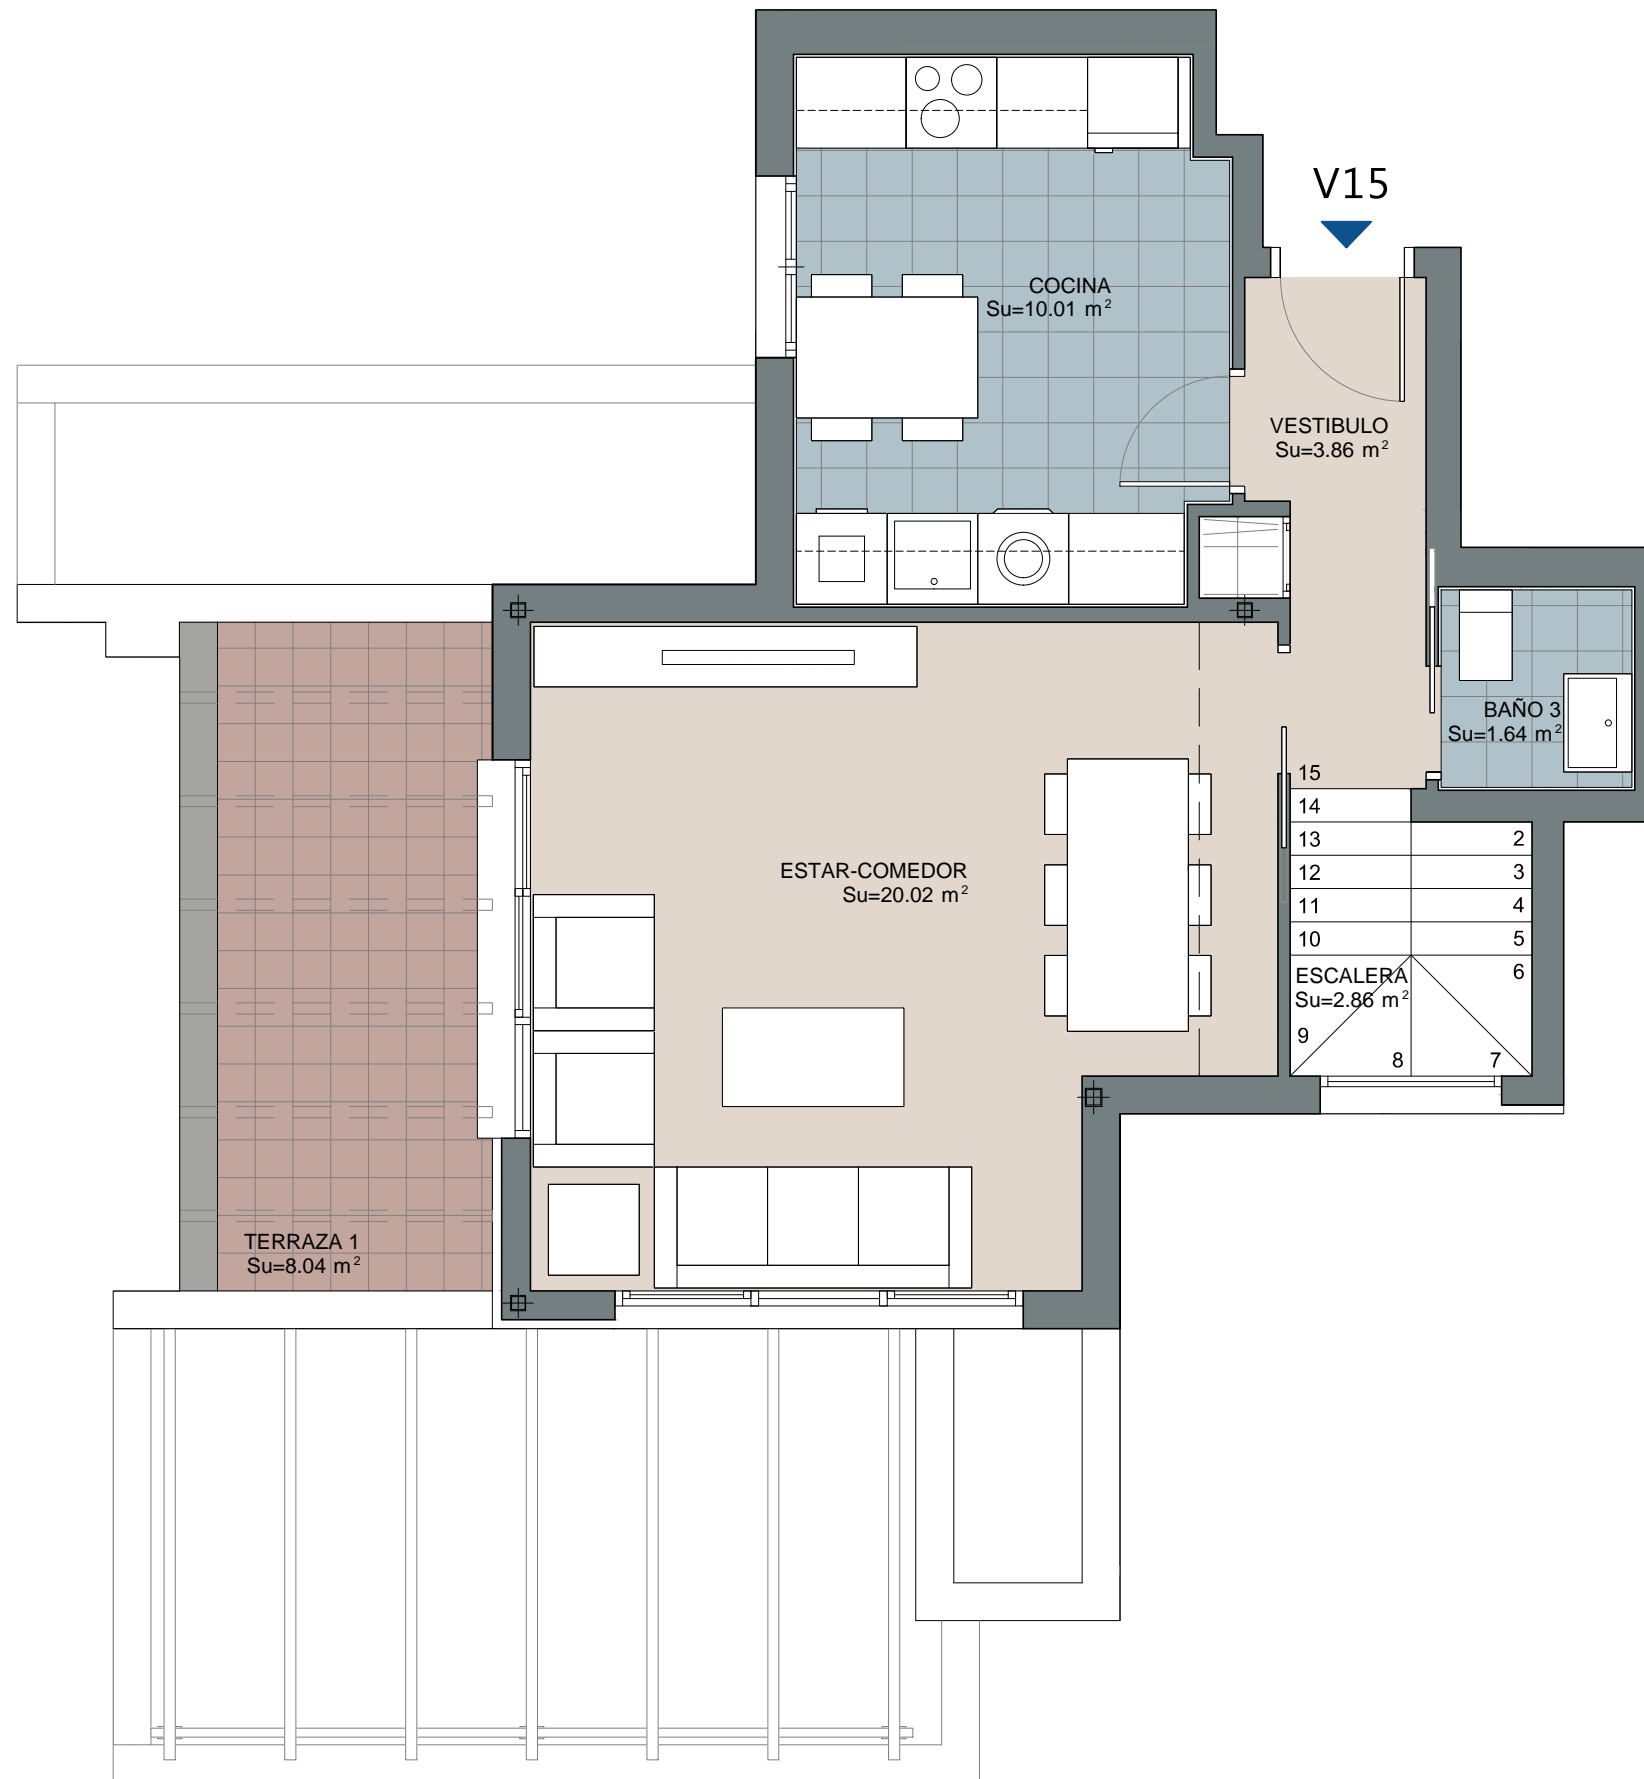 V15
COCINA
Su=10.01 m²
VESTIBULO
Su=3.86 m²
BAÑO 3
Su=1.64 m²
15
14
13
2
12
3
11
4
10
5
6
ESCALERA
Su=2.86 m²
9
8
7
ESTAR-COMEDOR
Su=20.02 m²
TERRAZA 1
Su=8.04 m²